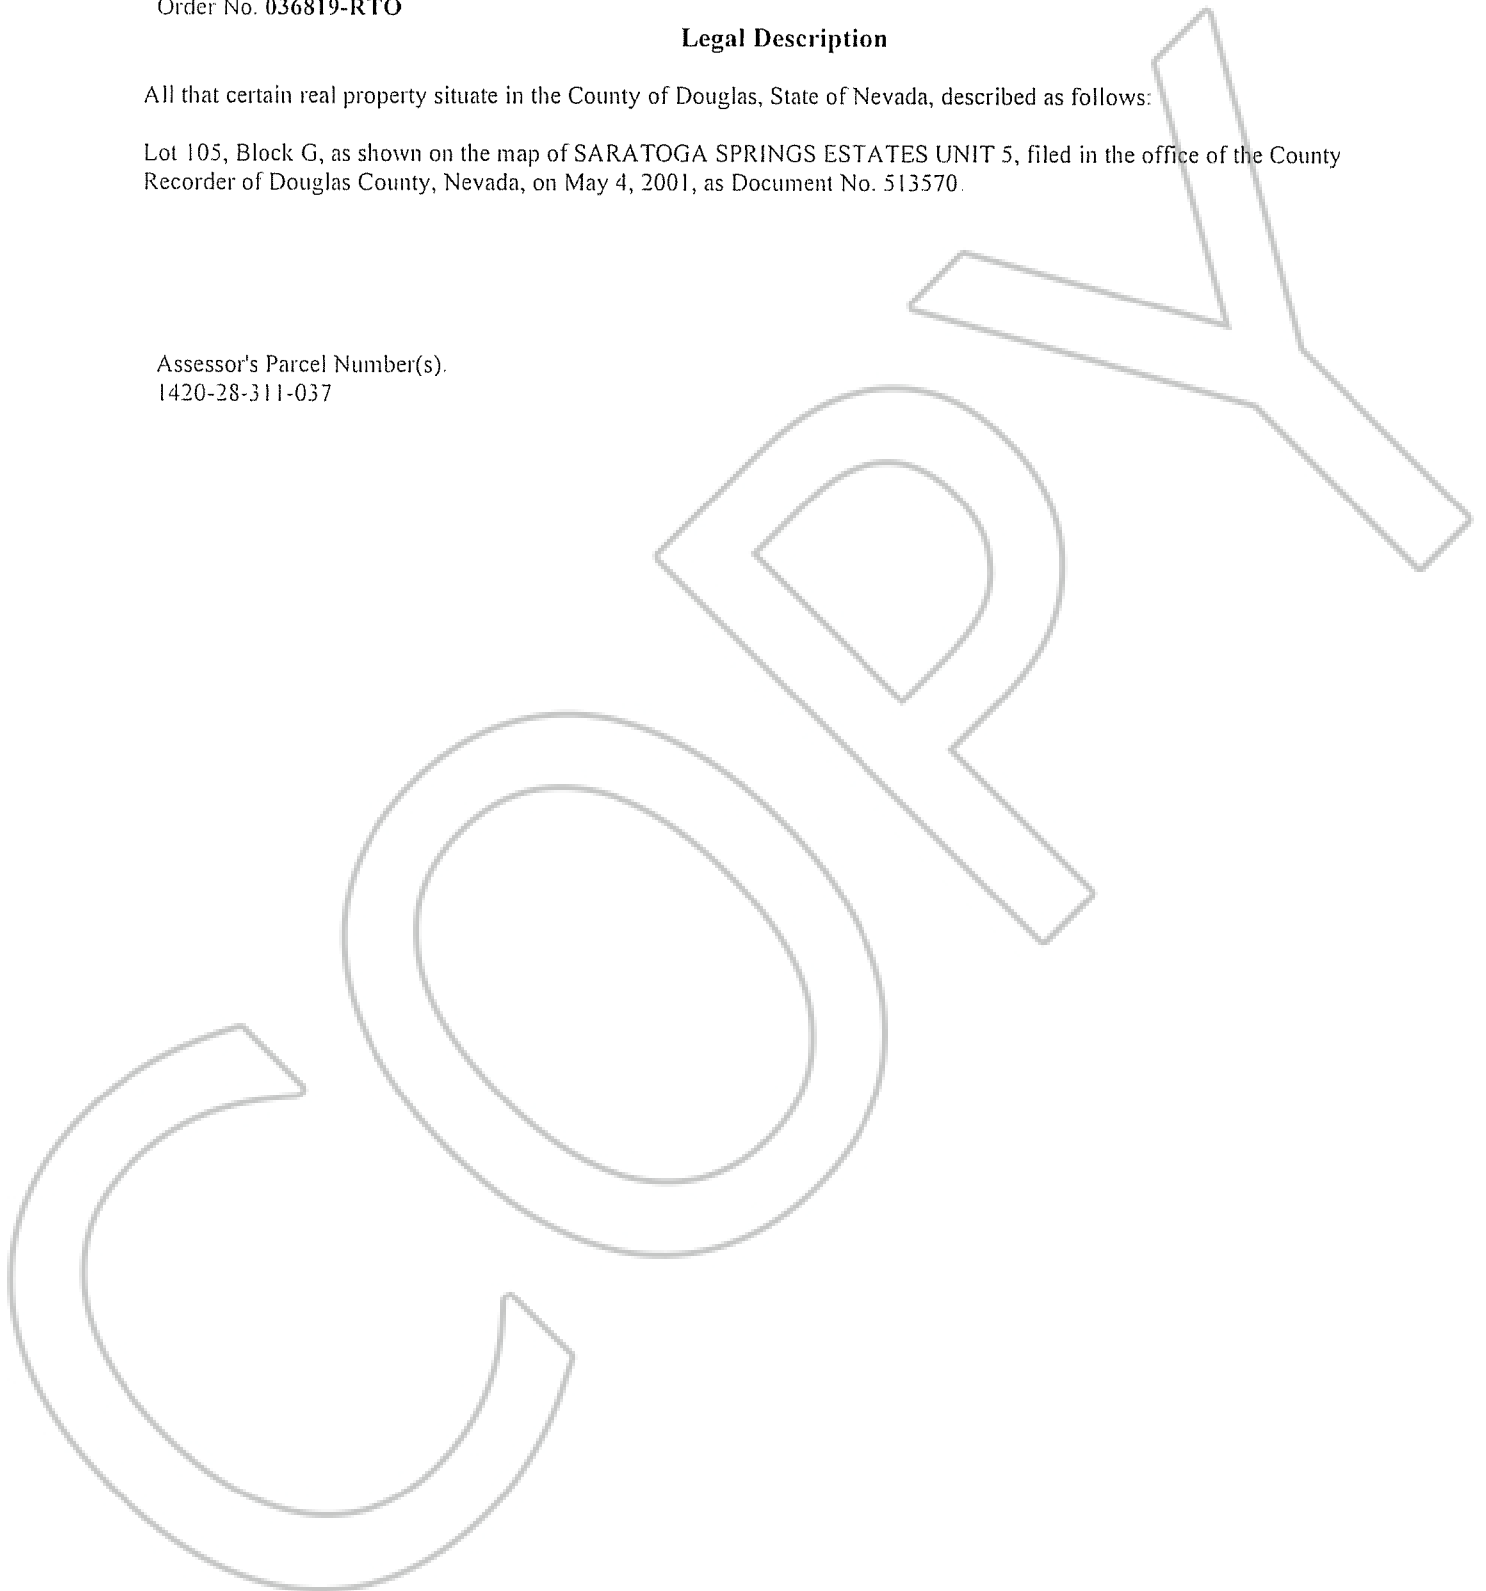 Order No. 036819-RTO
Legal Description
All that certain real property situate in the County of Douglas, State of Nevada, described as follows:
Lot 105, Block G, as shown on the map of SARATOGA SPRINGS ESTATES UNIT 5, filed in the office of the County
Recorder of Douglas County, Nevada, on May 4, 2001, as Document No. 513570.
Assessor's Parcel Number(s).
1420-28-311-037
COPY